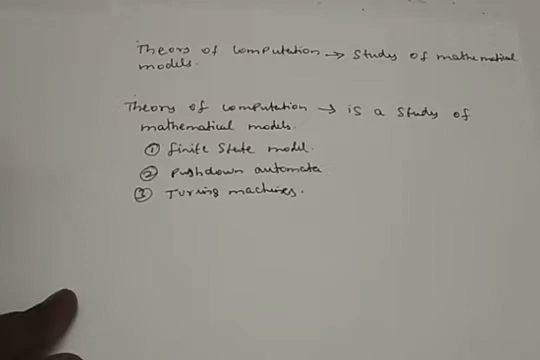 Theory of Computation → Study of mathematical
models.
Theory of Computation → is a Study of
mathematical models.
① finite State model.
② Pushdown automata
③ Turing machines.